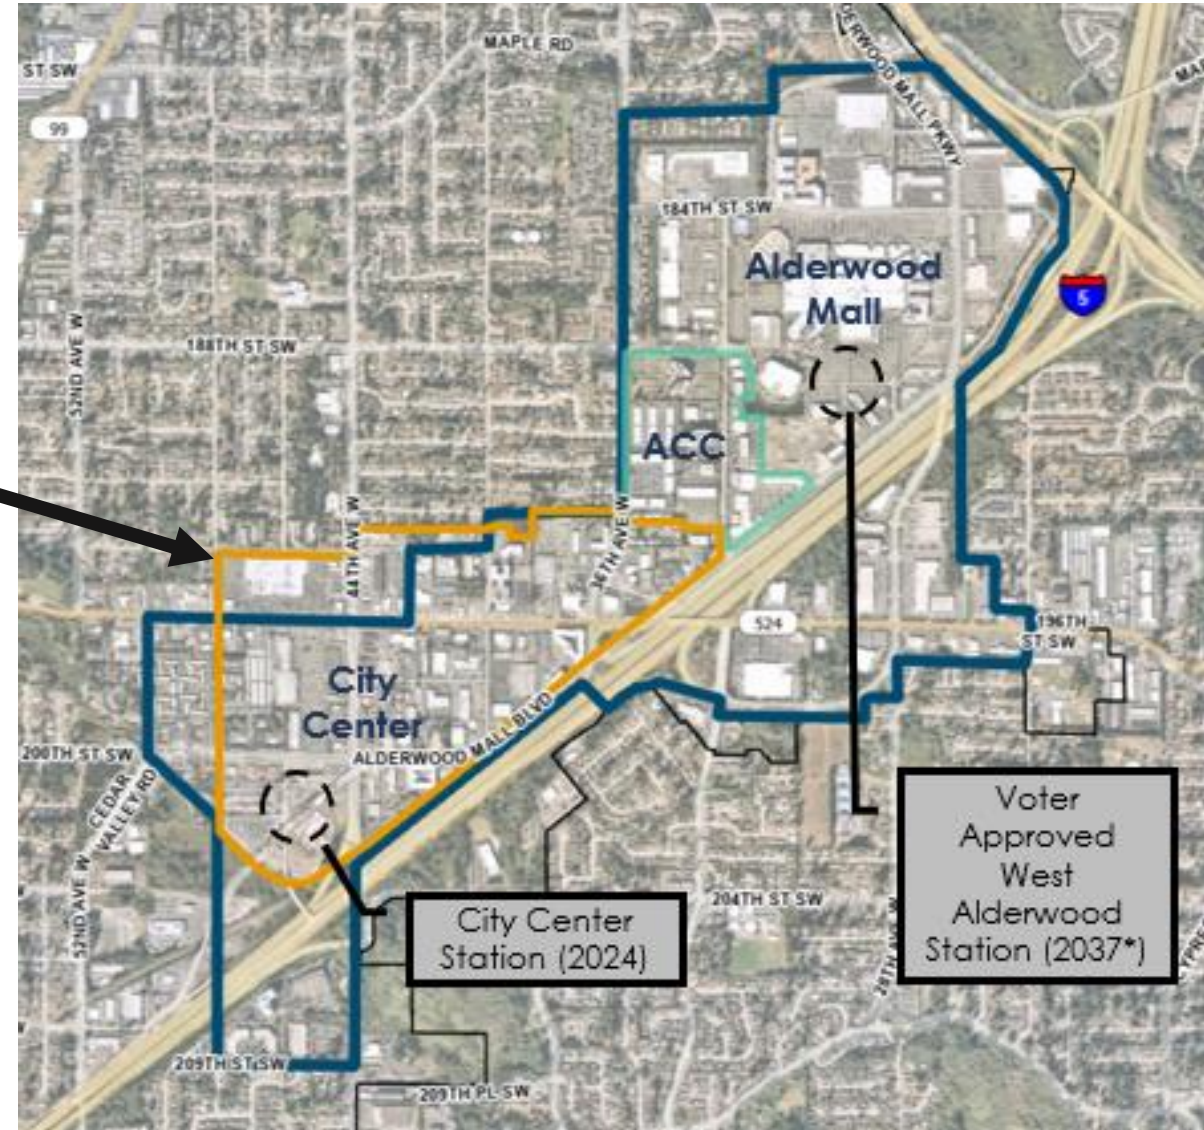 MAPLE RD
ST SW
99
ALDERWOOD MALL PKWY
184TH ST SW
Alderwood
Mall
5
52ND AVE W
188TH ST SW
ACC
44TH AVE W
36TH AVE W
524
196TH
ST SW
City
Center
ALDERWOOD MALL BLVD
200TH ST SW
CEDAR
VALLEY RD
52ND AVE W
204TH ST SW
28TH AVE W
City Center
Station (2024)
Voter
Approved
West
Alderwood
Station (2037*)
209TH ST SW
209TH PL SW